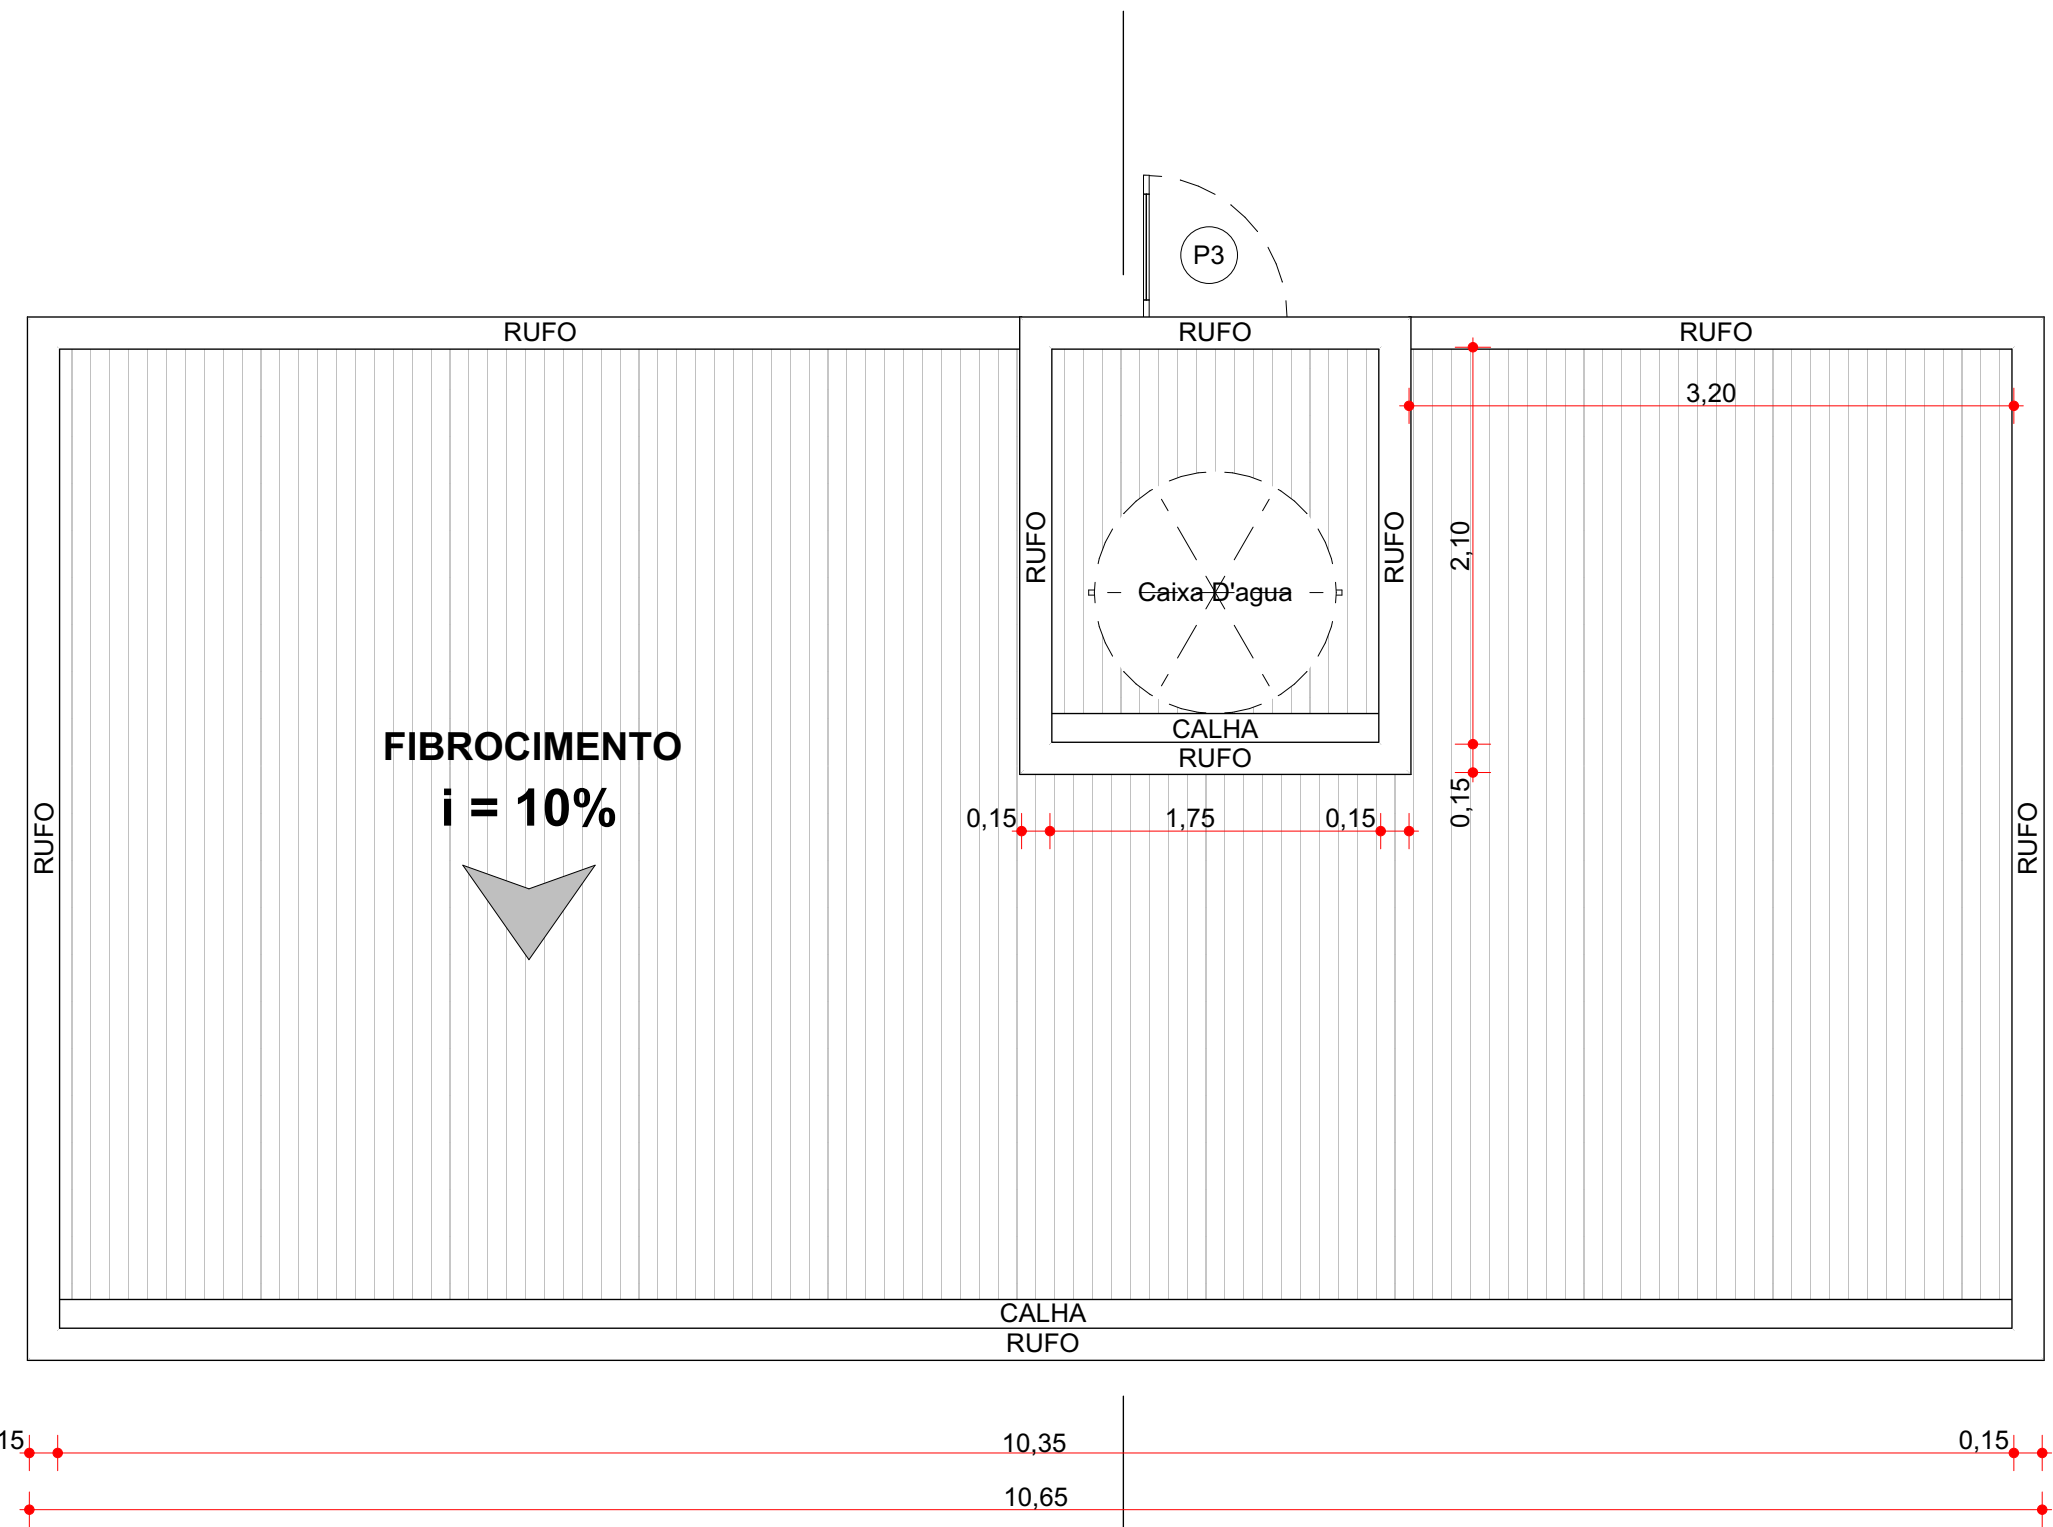 P3
RUFO
RUFO
RUFO
3,20
RUFO
RUFO
2,10
Caixa D'agua
CALHA
RUFO
FIBROCIMENTO
i = 10%
0,15
1,75
0,15
0,15
RUFO
RUFO
CALHA
RUFO
15
10,35
0,15
10,65